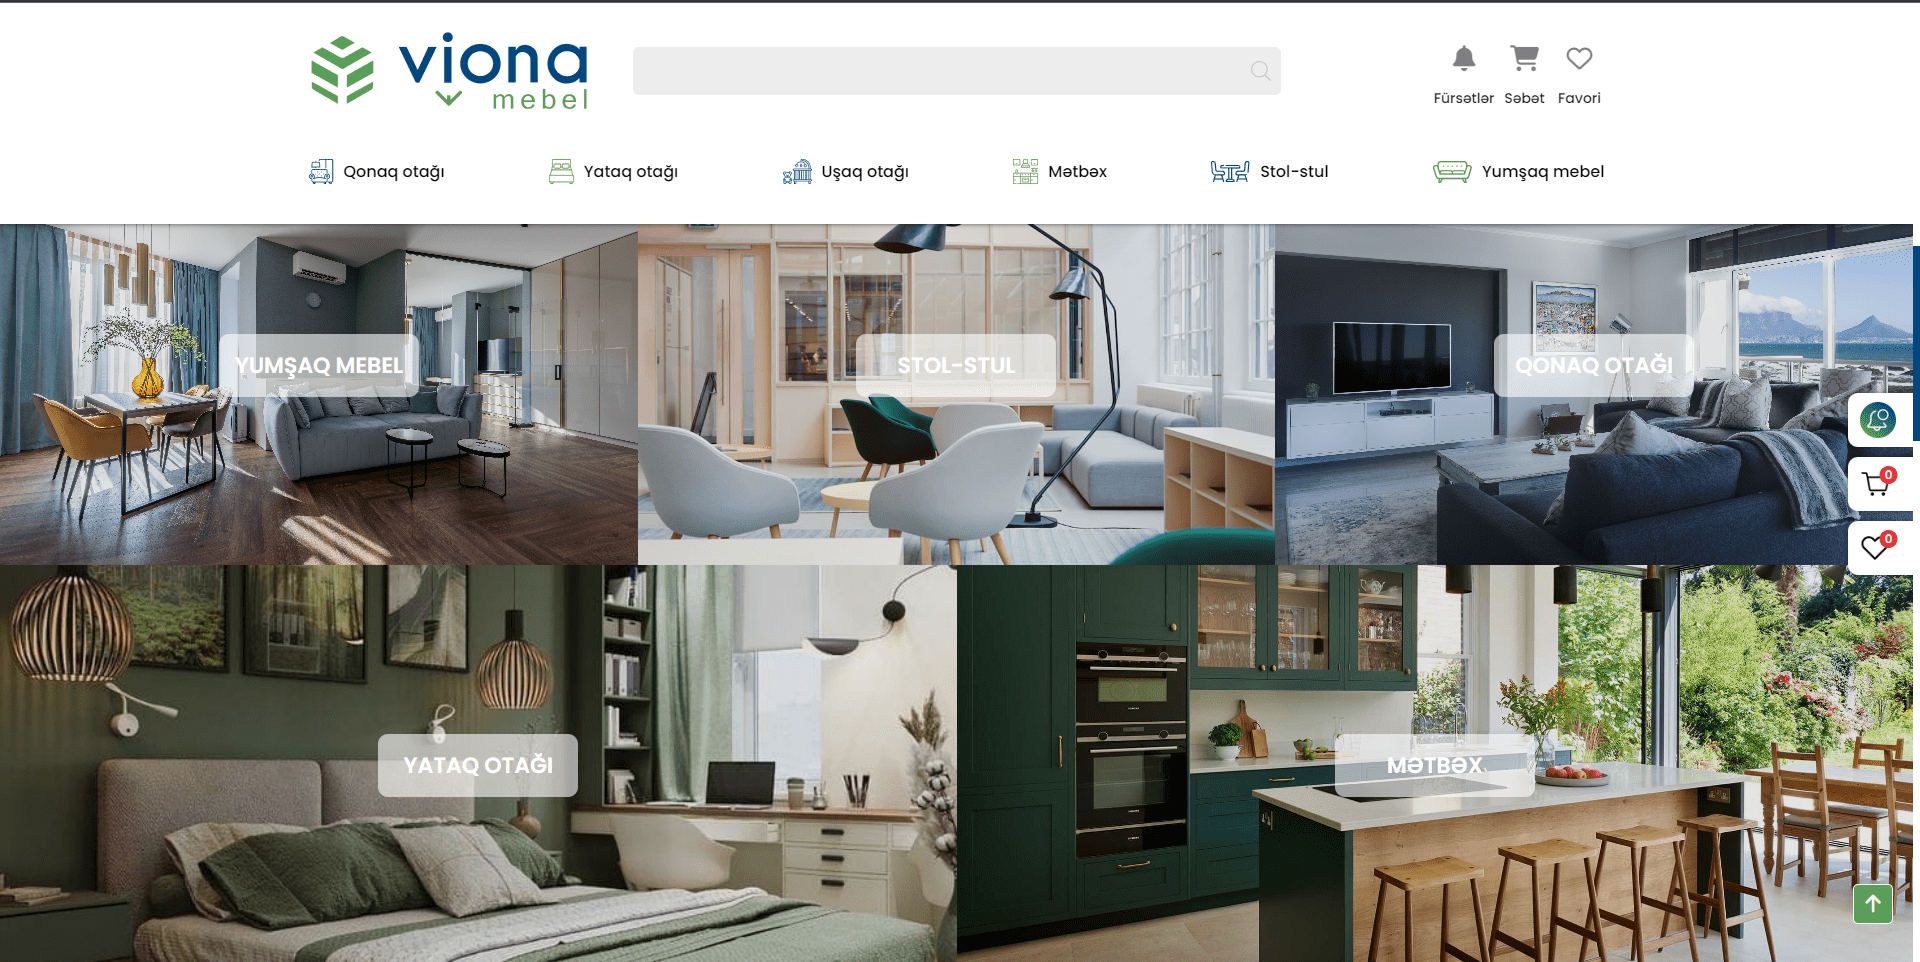 viona
mebel
Fürsətlər Səbət Favori
Qonaq otağı Yataq otağı Uşaq otağı Mətbəx Stol-stul Yumşaq mebel
YUMŞAQ MEBEL STOL-STUL QONAQ OTAĞI
0
0
YATAQ OTAĞI MƏTBƏX